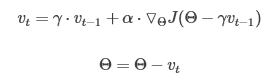 v_t = γ · v_{t−1} + α · ▽_Θ J(Θ − γv_{t−1})
Θ = Θ − v_t